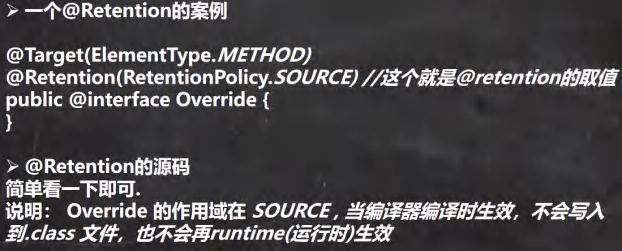 ➢ 一个@Retention的案例
@Target(ElementType.METHOD)
@Retention(RetentionPolicy.SOURCE) //这个就是@retention的取值
public @interface Override {
}
➢ @Retention的源码
简单看一下即可.
说明： Override 的作用域在 SOURCE , 当编译器编译时生效，不会写入
到.class 文件，也不会再runtime(运行时)生效